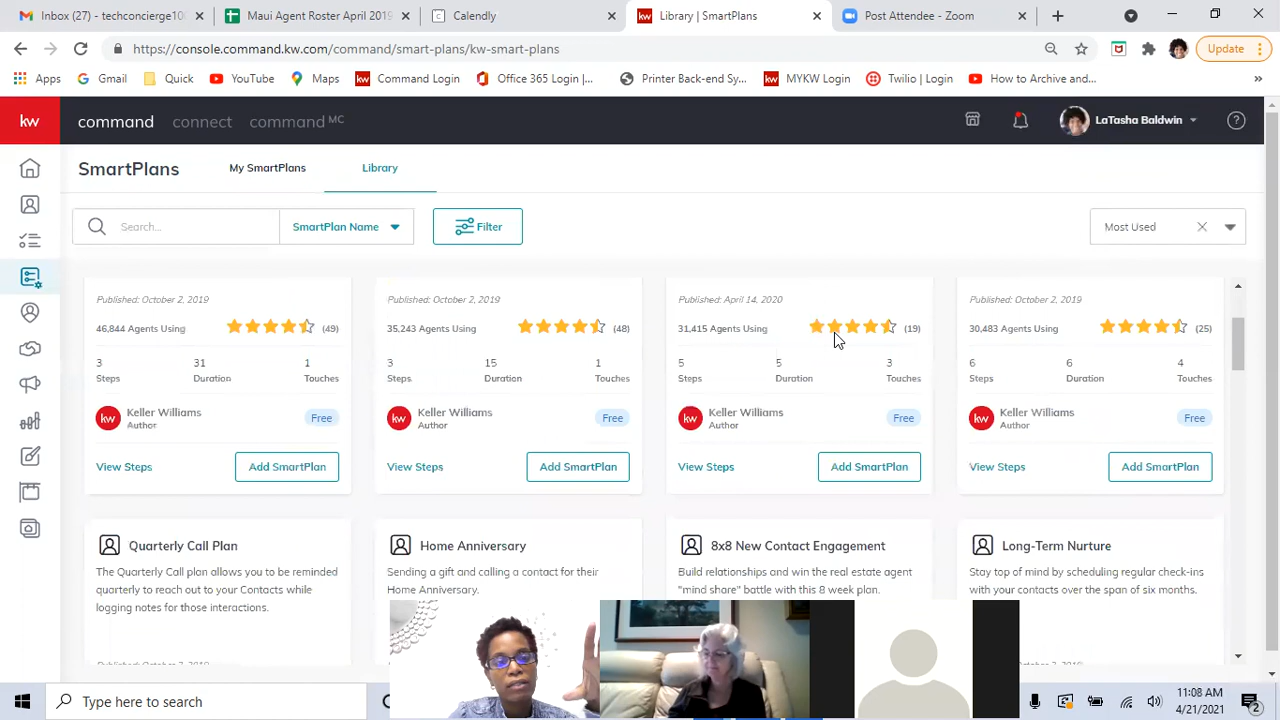 Inbox (2) - techconcierge10
Maui Roster April 2019
Calendly
Library | SmartPlans
Post Attendee - Zoom
https://console.command.kw.com/command/smart-plans/kw-smart-plans
Update
Apps
Gmail
Quick
YouTube
Maps
Command Login
Office 365 Login |...
Printer Back-end Sy...
MYKW Login
Twilio | Login
How to Archive and...
kw
command
connect
command MC
LaTasha Baldwin
SmartPlans
My SmartPlans
Library
Search...
SmartPlan Name
Filter
Most Used
Published: October 2, 2019
46,844 Agents Using
(49)
3
31
1
Steps
Duration
Touches
kw
Keller Williams
Author
Free
View Steps
Add SmartPlan
Published: October 2, 2019
35,243 Agents Using
(48)
3
15
1
Steps
Duration
Touches
kw
Keller Williams
Author
Free
View Steps
Add SmartPlan
Published: April 14, 2020
31,415 Agents Using
(19)
5
5
3
Steps
Duration
Touches
kw
Keller Williams
Author
Free
View Steps
Add SmartPlan
Published: October 2, 2019
30,483 Agents Using
(25)
6
6
4
Steps
Duration
Touches
kw
Keller Williams
Author
Free
View Steps
Add SmartPlan
Quarterly Call Plan
The Quarterly Call plan allows you to be reminded
quarterly to reach out to your Contacts while
logging notes for those interactions.
Home Anniversary
Sending a gift and calling a contact for their
Home Anniversary.
8x8 New Contact Engagement
Build relationships and win the real estate agent
"mind share" battle with this 8 week plan.
Long-Term Nurture
Stay top of mind by scheduling regular check-ins
with your contacts over the span of six months.
Type here to search
11:08 AM
4/21/2021
2